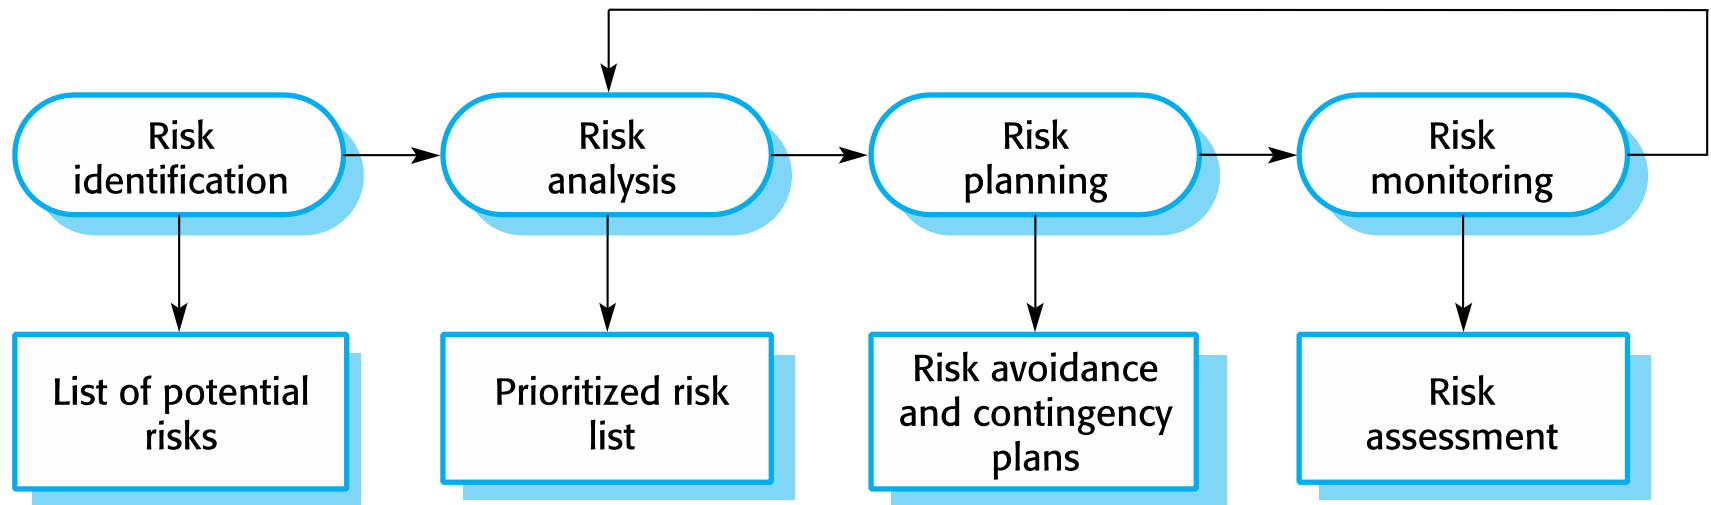 Risk
identification
Risk
analysis
Risk
planning
Risk
monitoring
List of potential
risks
Prioritized risk
list
Risk avoidance
and contingency
plans
Risk
assessment